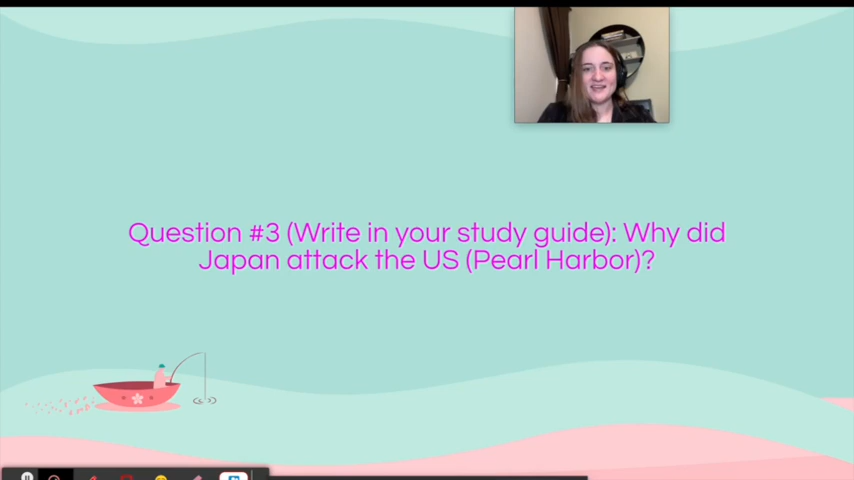 Question #3 (Write in your study guide): Why did
Japan attack the US (Pearl Harbor)?